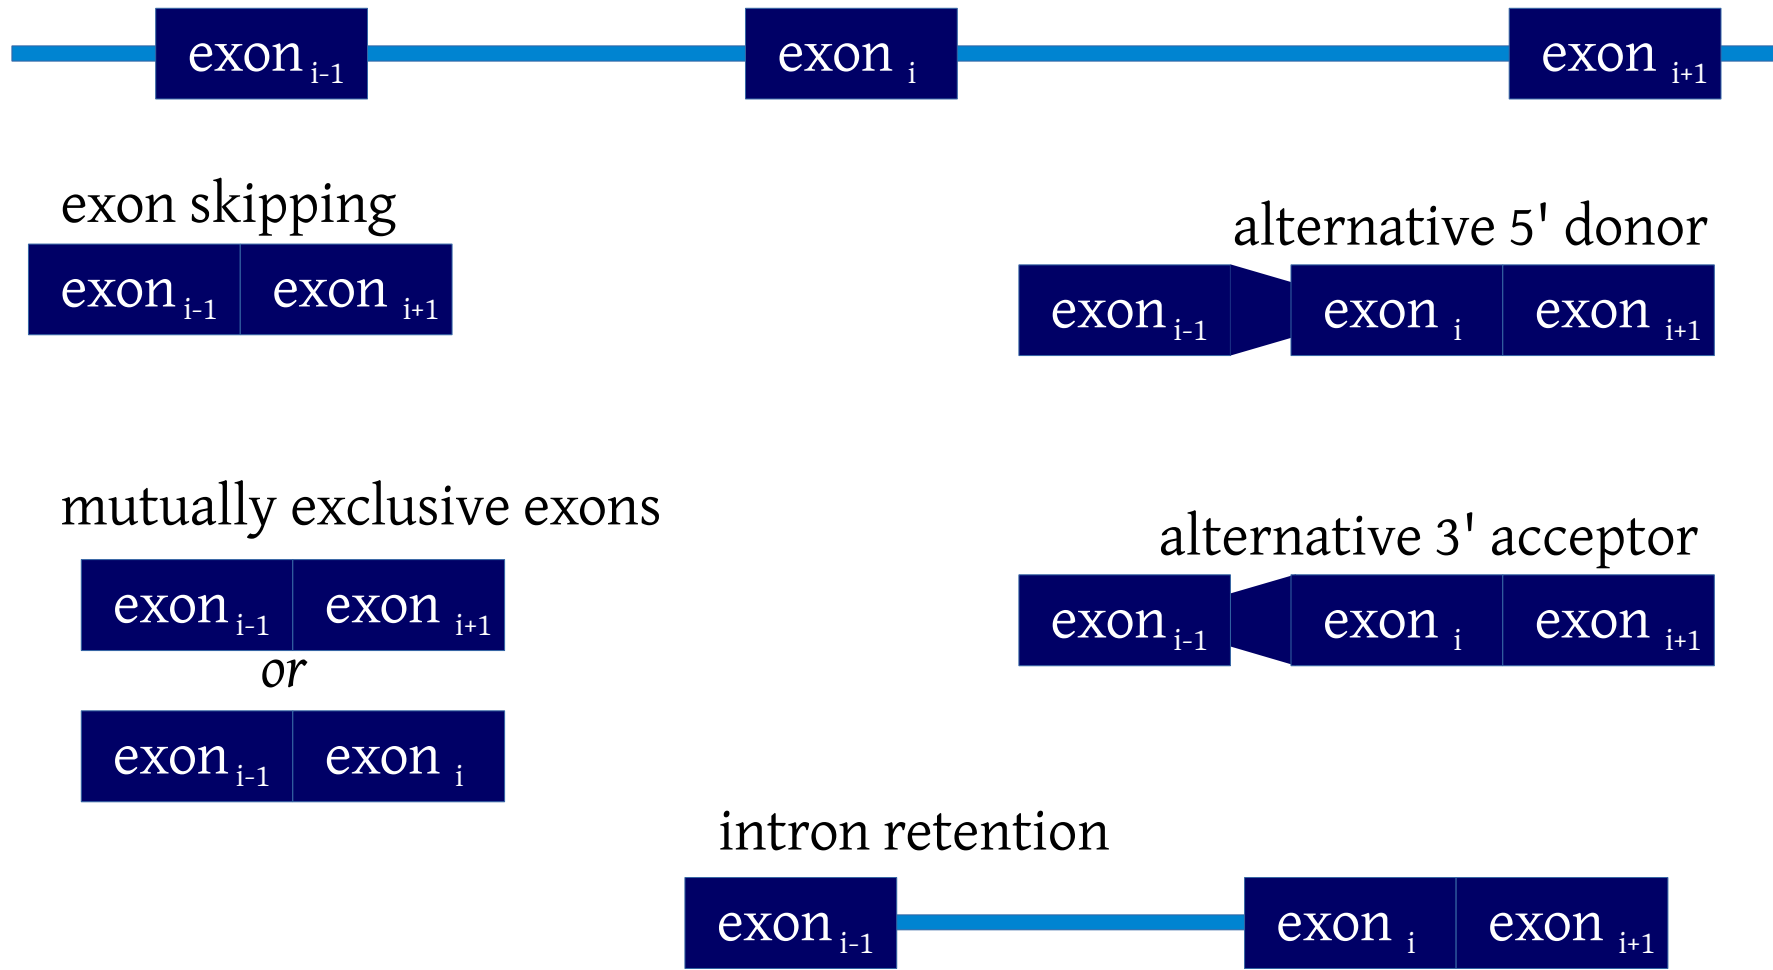 exon i-1 exon i exon i+1
exon skipping
exon i-1 exon i+1
alternative 5' donor
exon i-1 exon i exon i+1
mutually exclusive exons
exon i-1 exon i+1
or
exon i-1 exon i
alternative 3' acceptor
exon i-1 exon i exon i+1
intron retention
exon i-1 exon i exon i+1